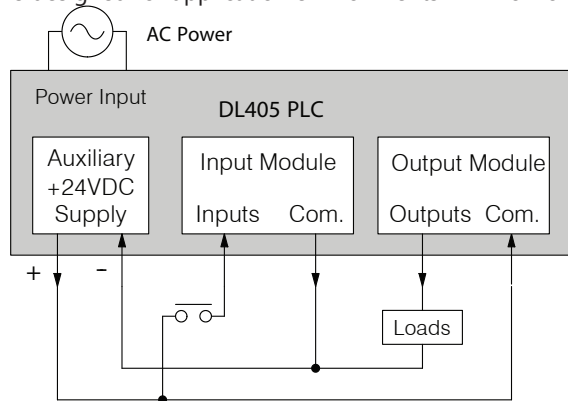 AC Power
Power Input
DL405 PLC
Auxiliary
+24VDC
Supply
Input Module
Inputs Com.
Output Module
Outputs Com.
+ –
Loads